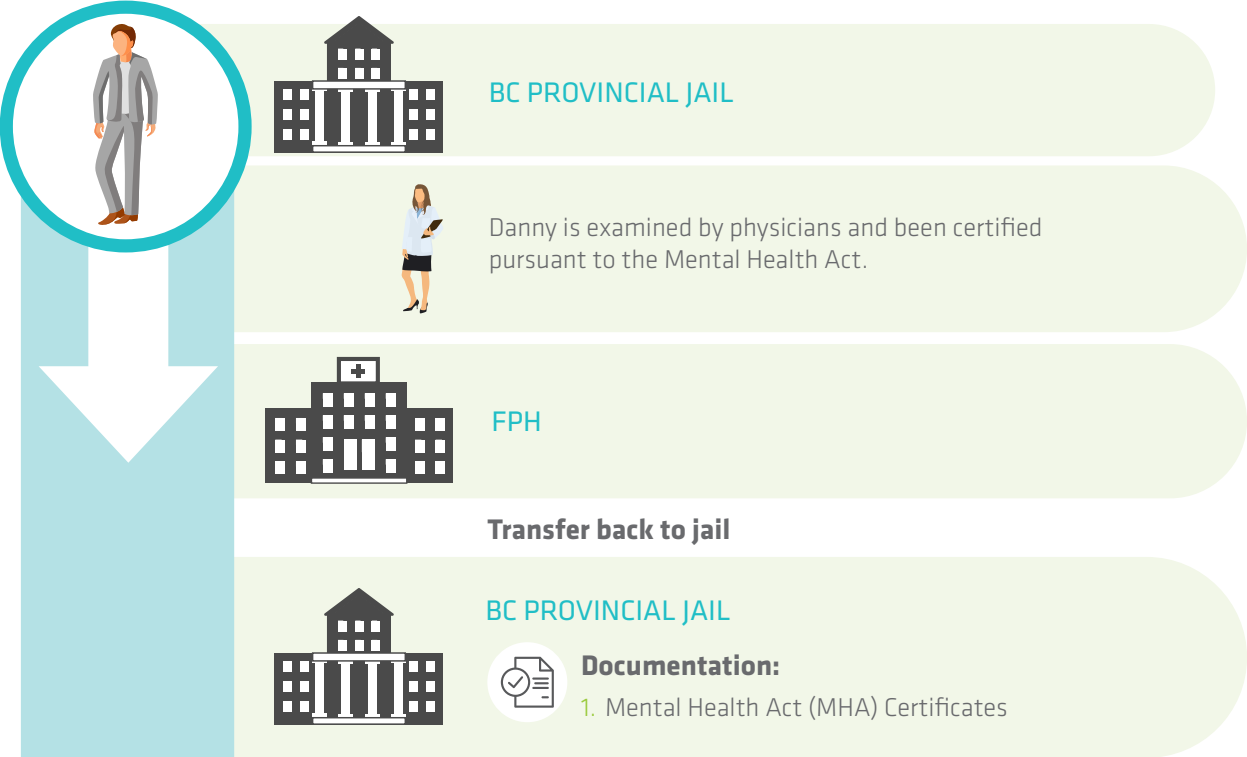 BC PROVINCIAL JAIL
Danny is examined by physicians and been certified
pursuant to the Mental Health Act.
FPH
Transfer back to jail
BC PROVINCIAL JAIL
Documentation:
1. Mental Health Act (MHA) Certificates